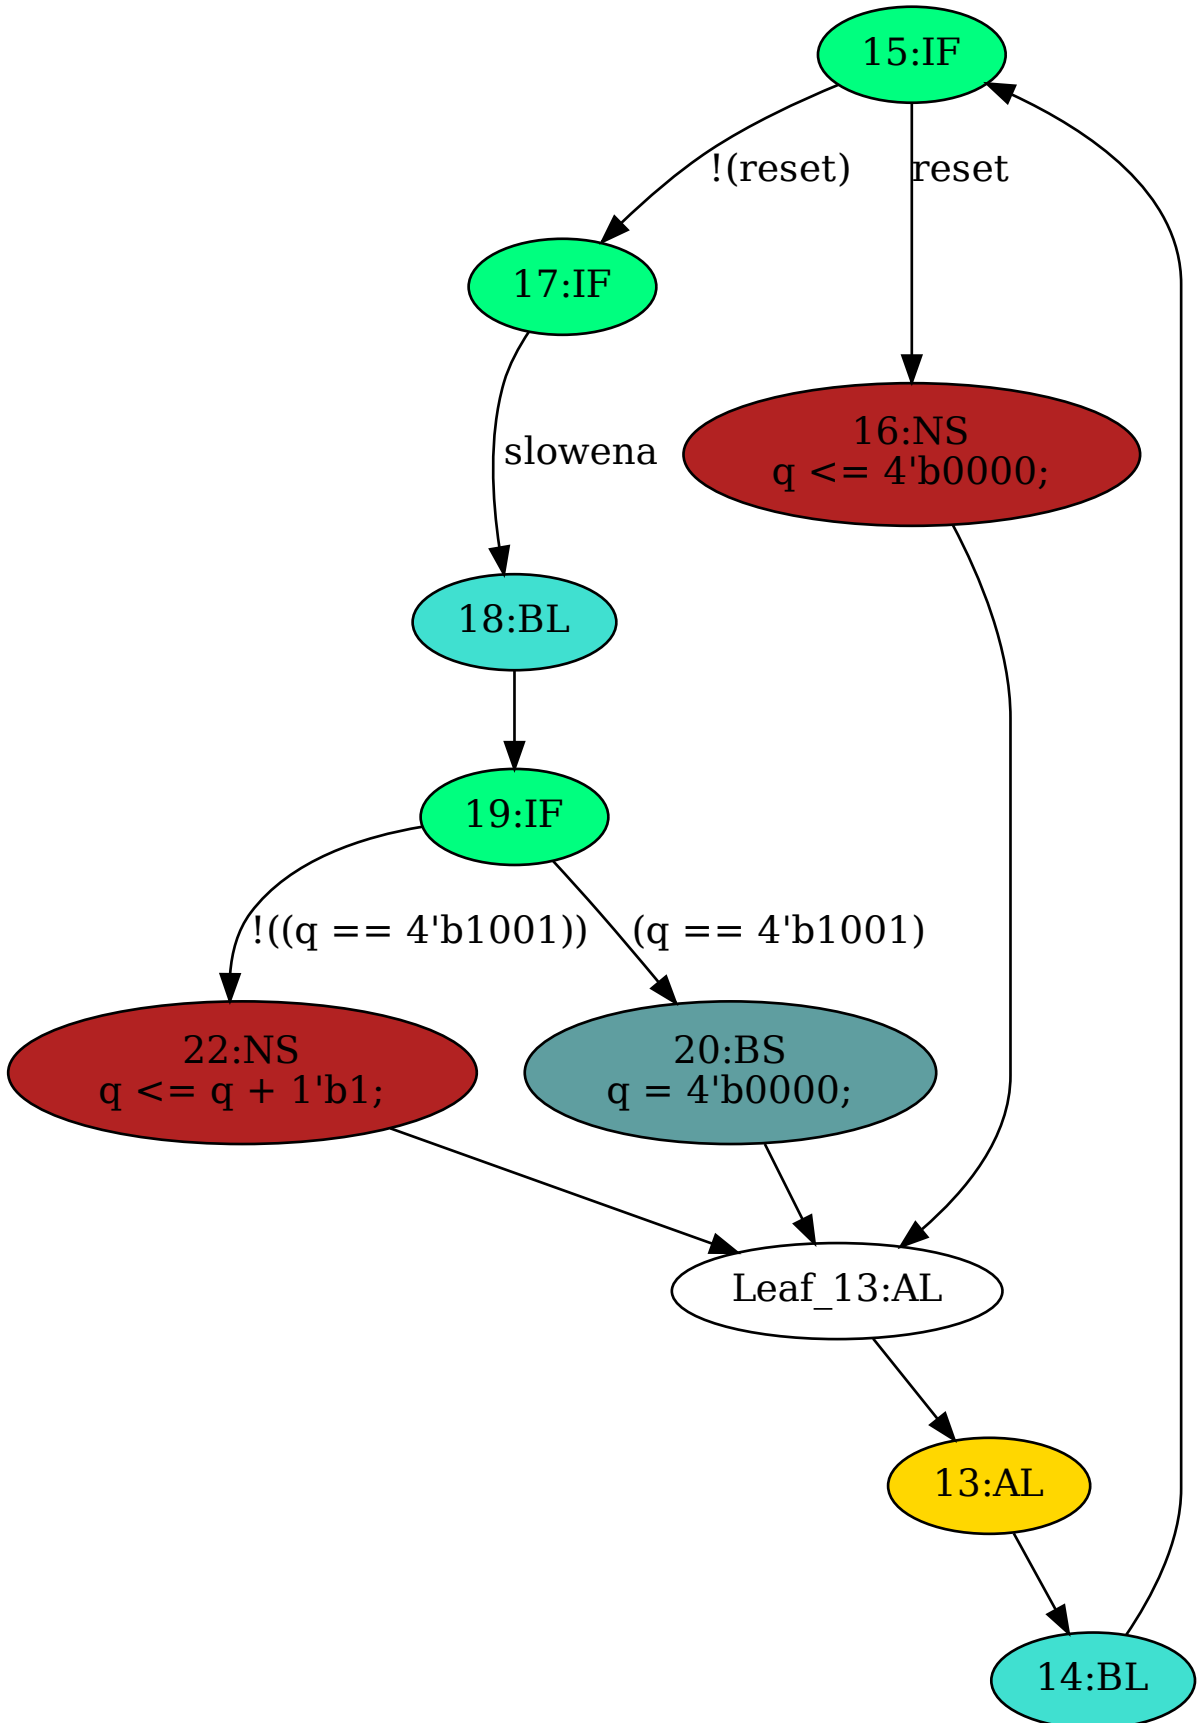 15:IF
!(reset)
reset
17:IF
16:NS
q <= 4'b0000;
slowena
18:BL
19:IF
!((q == 4'b1001))
(q == 4'b1001)
22:NS
q <= q + 1'b1;
20:BS
q = 4'b0000;
Leaf_13:AL
13:AL
14:BL